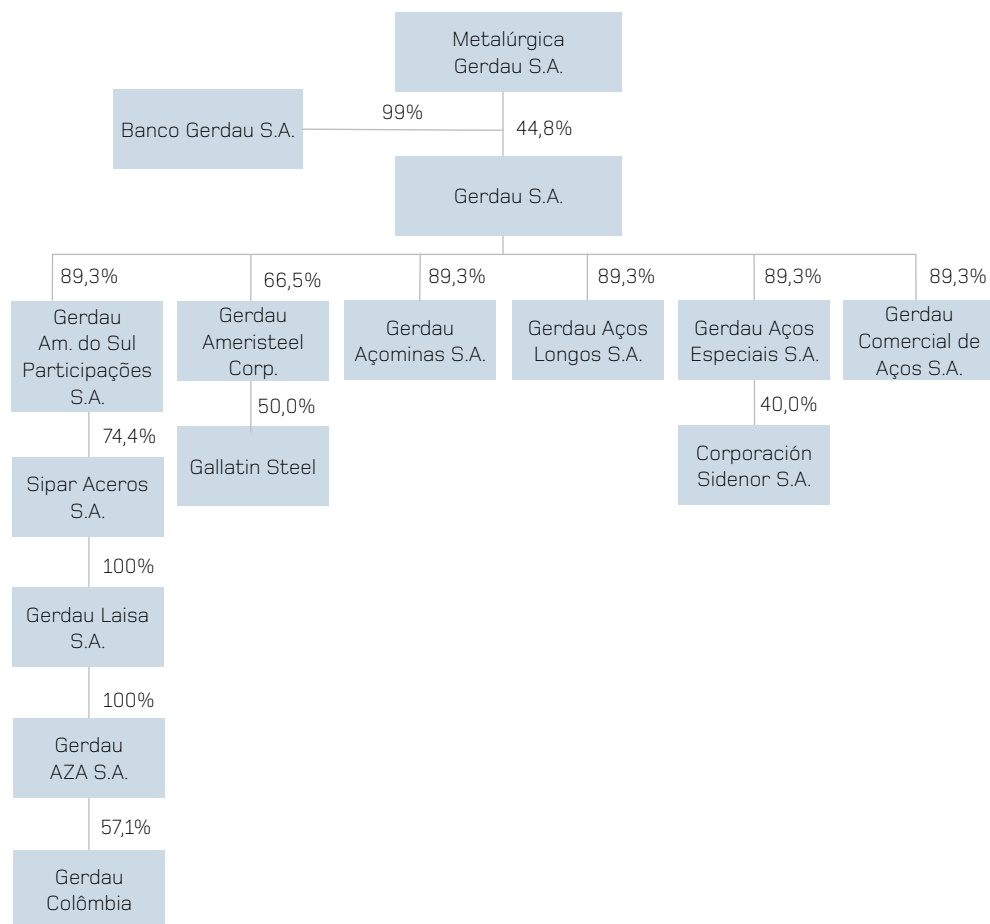 Metalúrgica
Gerdau S.A.
99%
Banco Gerdau S.A.
44,8%
Gerdau S.A.
89,3%
66,5%
89,3%
89,3%
89,3%
89,3%
Gerdau
Am. do Sul
Participações
S.A.
Gerdau
Ameristeel
Corp.
Gerdau
Açominas S.A.
Gerdau Aços
Longos S.A.
Gerdau Aços
Especiais S.A.
Gerdau
Comercial de
Aços S.A.
50,0%
40,0%
74,4%
Gallatin Steel
Corporación
Sidenor S.A.
Sipar Aceros
S.A.
100%
Gerdau Laisa
S.A.
100%
Gerdau
AZA S.A.
57,1%
Gerdau
Colômbia